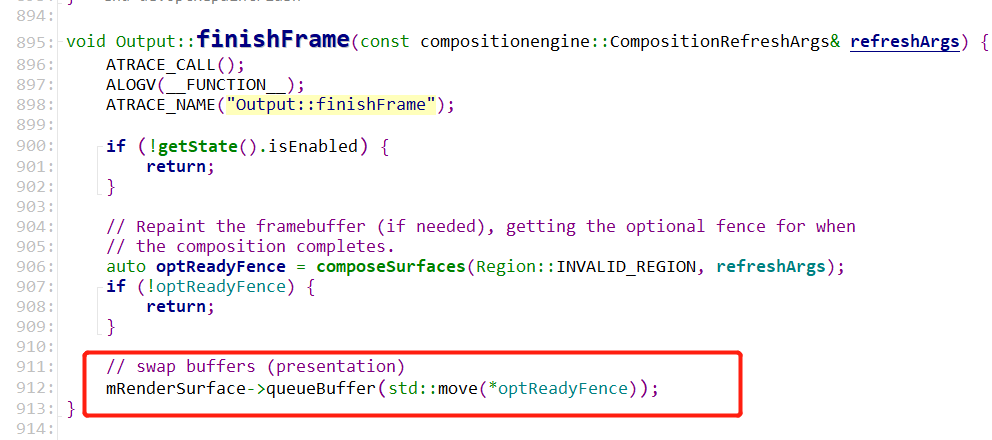 894:
895: void Output::finishFrame(const compositionengine::CompositionRefreshArgs& refreshArgs) {
896:     ATRACE_CALL();
897:     ALOGV(__FUNCTION__);
898:     ATRACE_NAME("Output::finishFrame");
899:
900:     if (!getState().isEnabled) {
901:         return;
902:     }
903:
904:     // Repaint the framebuffer (if needed), getting the optional fence for when
905:     // the composition completes.
906:     auto optReadyFence = composeSurfaces(Region::INVALID_REGION, refreshArgs);
907:     if (!optReadyFence) {
908:         return;
909:     }
910:
911:     // swap buffers (presentation)
912:     mRenderSurface->queueBuffer(std::move(*optReadyFence));
913: }
914: